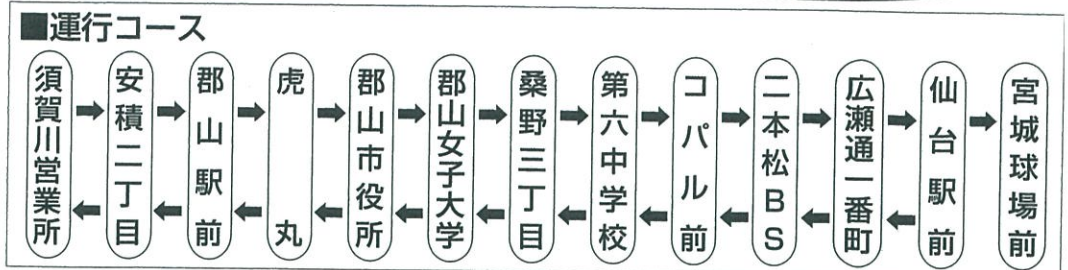 ■運行コース
須賀川営業所
安積二丁目
郡山駅前
虎丸
郡山市役所
郡山女子大学
桑野三丁目
第六中学校
コパル前
二本松BS
広瀬通一番町
仙台駅前
宮城球場前